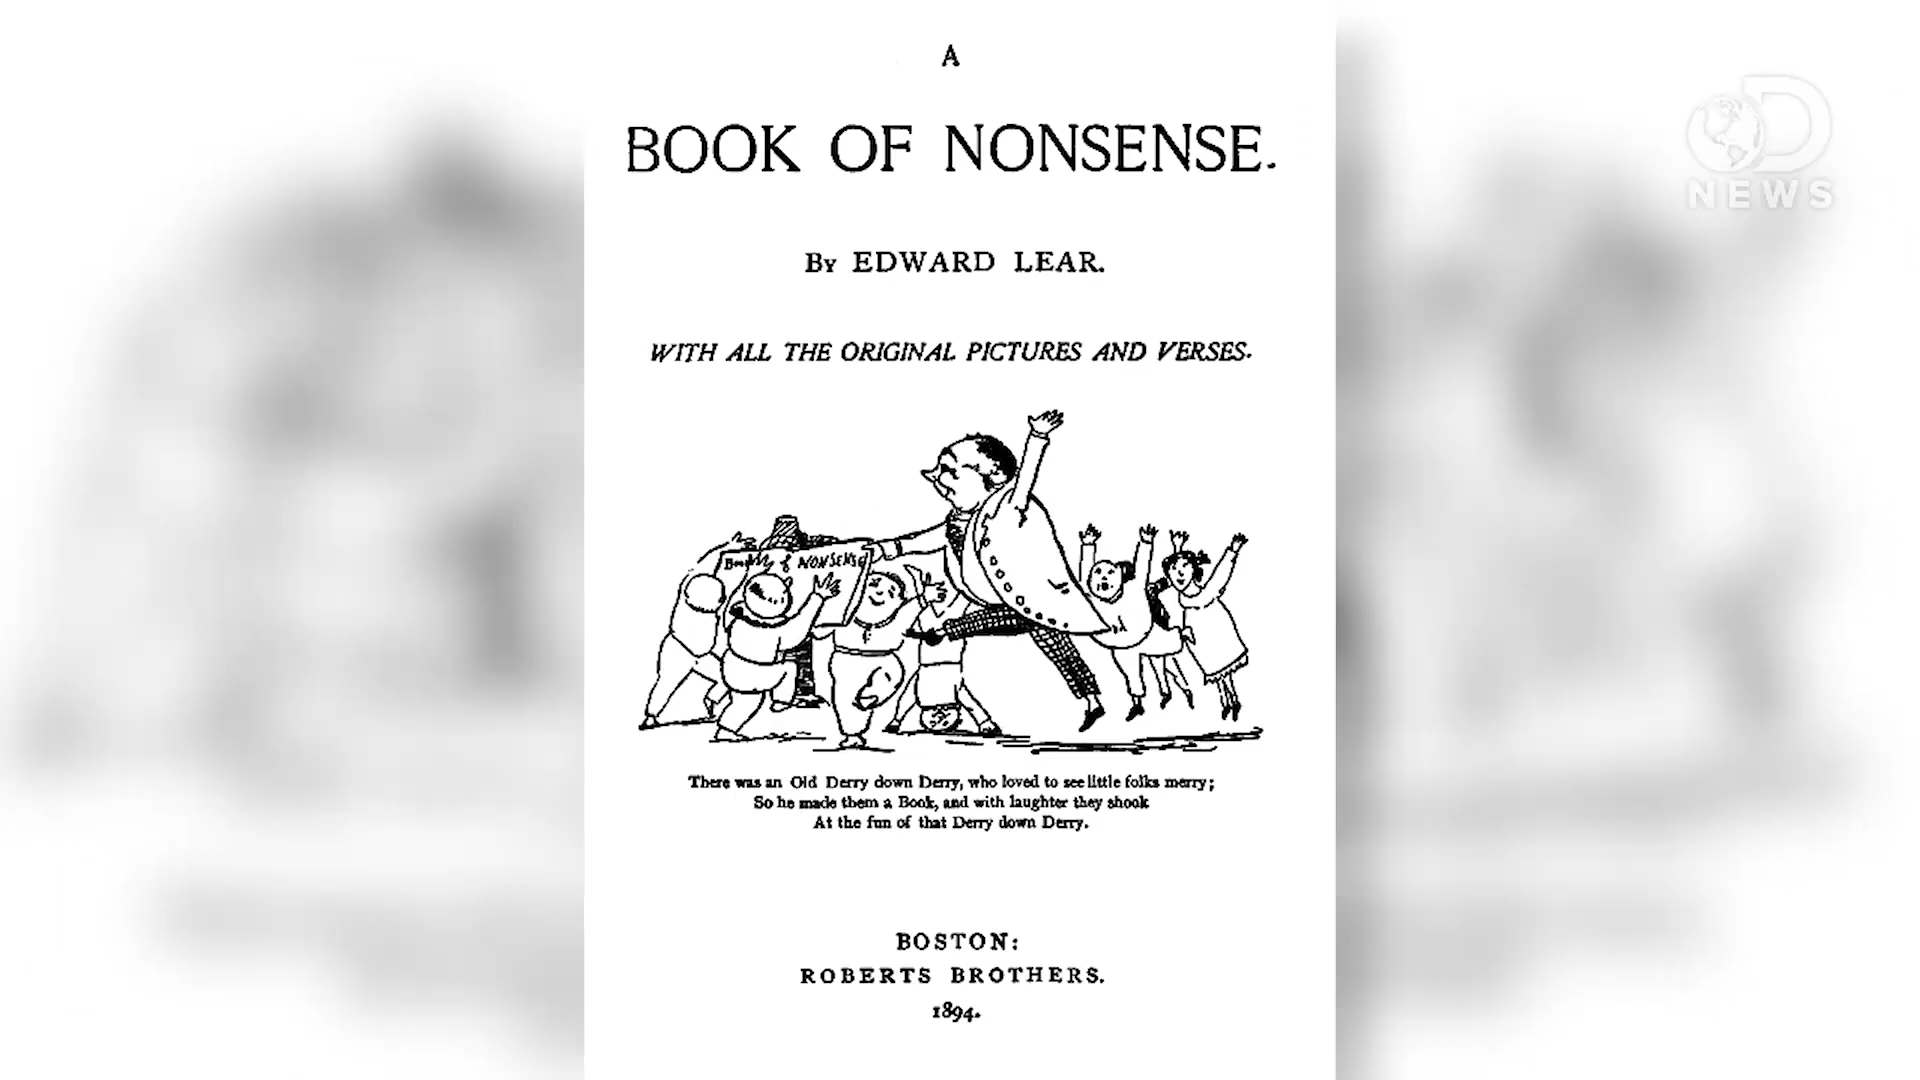 A
BOOK OF NONSENSE.
BY EDWARD LEAR.
WITH ALL THE ORIGINAL PICTURES AND VERSES.
Book of NONSENSE
There was an Old Derry down Derry, who loved to see little folks merry;
So he made them a Book, and with laughter they shook
At the fun of that Derry down Derry.
BOSTON:
ROBERTS BROTHERS.
1894.
D
NEWS